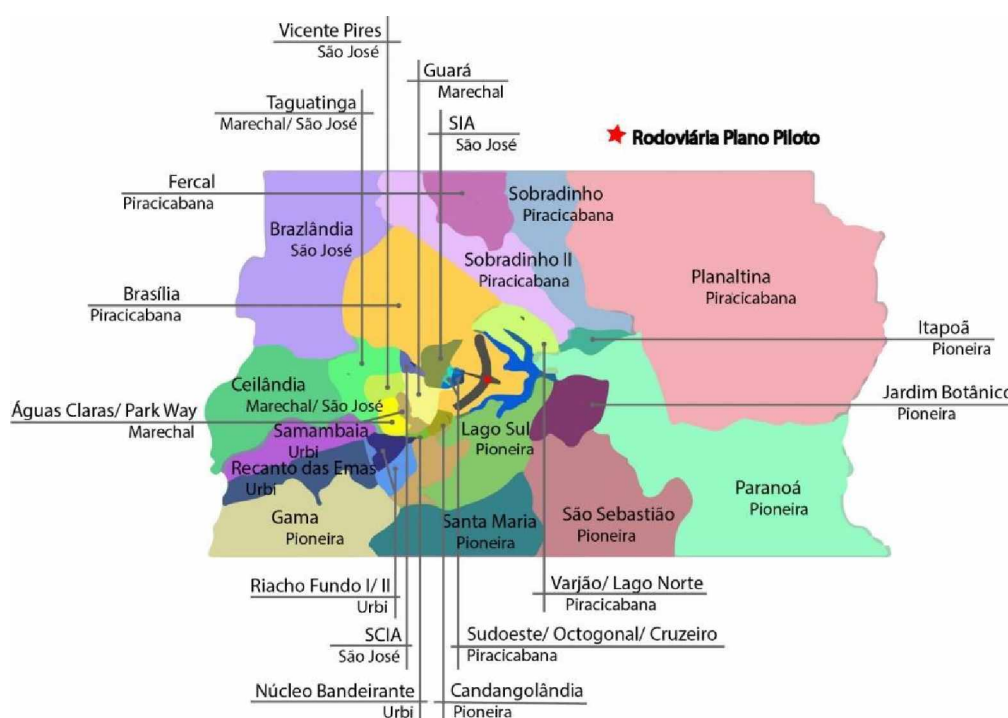 Vicente Pires
São José
Guará
Marechal
Taguatinga
Marechal/ São José
SIA
São José
Rodoviária Plano Piloto
Fercal
Piracicabana
Sobradinho
Piracicabana
Brazlândia
São José
Sobradinho II
Piracicabana
Planaltina
Piracicabana
Brasília
Piracicabana
Itapoã
Pioneira
Ceilândia
Marechal/ São José
Jardim Botânico
Pioneira
Águas Claras/ Park Way
Marechal
Samambaia
Urbi
Lago Sul
Pioneira
Recanto das Emas
Urbi
Paranoá
Pioneira
Gama
Pioneira
Santa Maria
Pioneira
São Sebastião
Pioneira
Riacho Fundo I/ II
Urbi
Varjão/ Lago Norte
Piracicabana
SCIA
São José
Sudoeste/ Octogonal/ Cruzeiro
Piracicabana
Núcleo Bandeirante
Urbi
Candangolândia
Pioneira